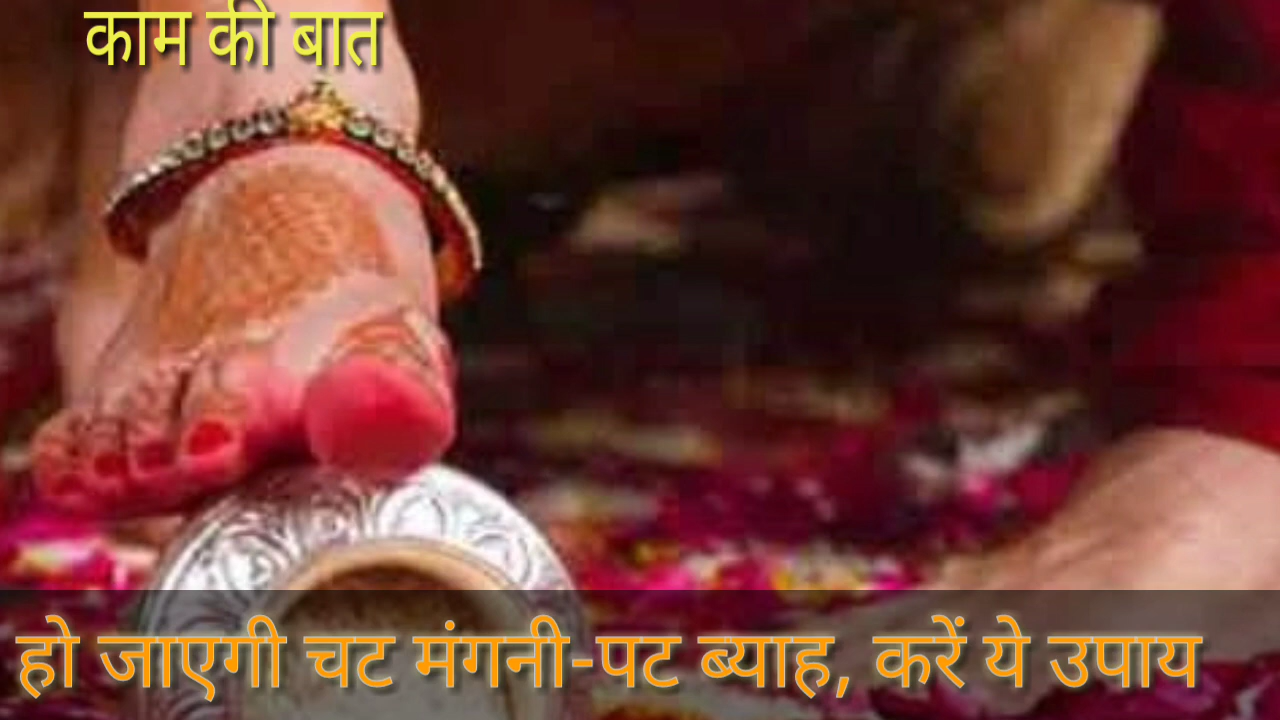 काम की बात
हो जाएगी चट मंगनी-पट ब्याह, करें ये उपाय